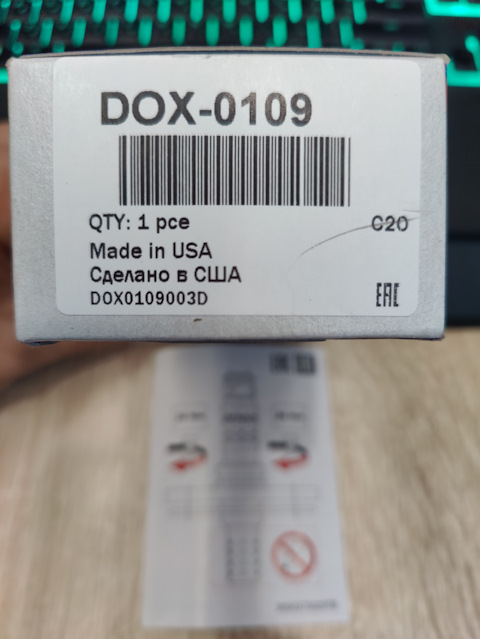 DOX-0109
QTY: 1 pce
C20
Made in USA
Сделано в США
DOX0109003D
EAC